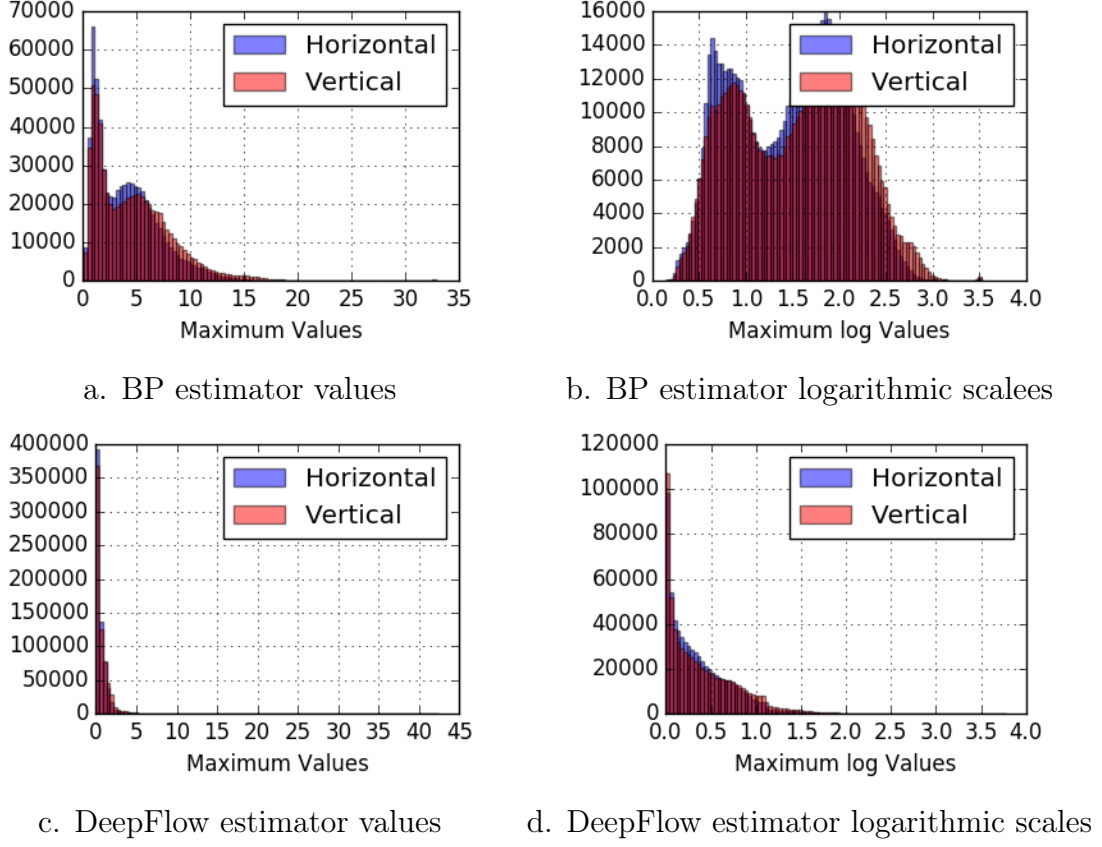 70000
60000
50000
40000
30000
20000
10000
0
0 5 10 15 20 25 30 35
Maximum Values
Horizontal
Vertical
16000
14000
12000
10000
8000
6000
4000
2000
0
0.0 0.5 1.0 1.5 2.0 2.5 3.0 3.5 4.0
Maximum log Values
Horizontal
Vertical
a. BP estimator values
b. BP estimator logarithmic scalees
400000
350000
300000
250000
200000
150000
100000
50000
0
0 5 10 15 20 25 30 35 40 45
Maximum Values
Horizontal
Vertical
120000
100000
80000
60000
40000
20000
0
0.0 0.5 1.0 1.5 2.0 2.5 3.0 3.5 4.0
Maximum log Values
Horizontal
Vertical
c. DeepFlow estimator values
d. DeepFlow estimator logarithmic scales